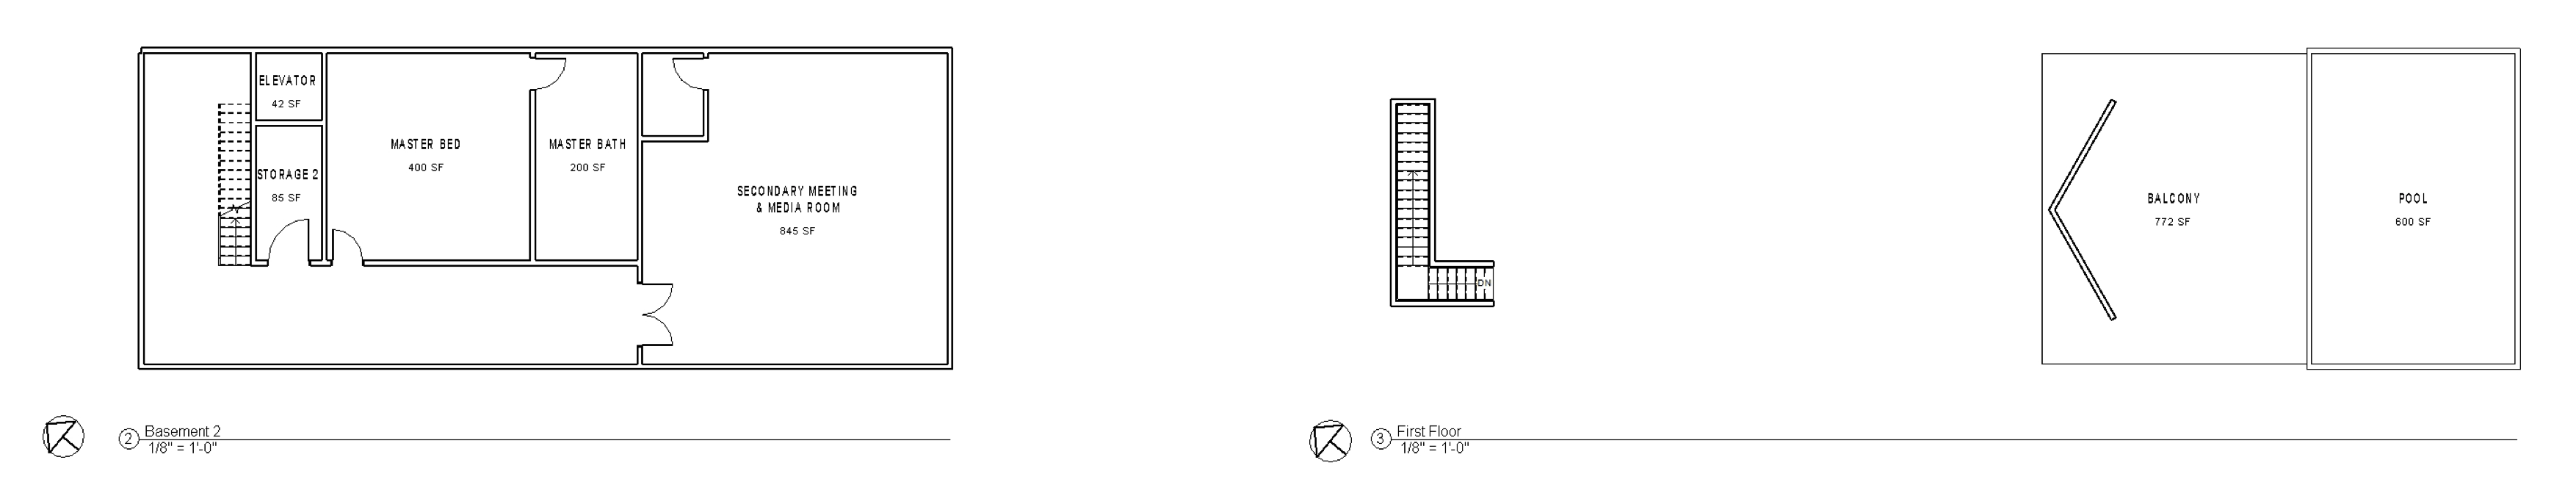 ELEVATOR
42 SF
STORAGE 2
85 SF
MASTER BED
400 SF
MASTER BATH
200 SF
SECONDARY MEETING
& MEDIA ROOM
845 SF
2
Basement 2
1/8" = 1'-0"
DN
BALCONY
772 SF
POOL
600 SF
3
First Floor
1/8" = 1'-0"